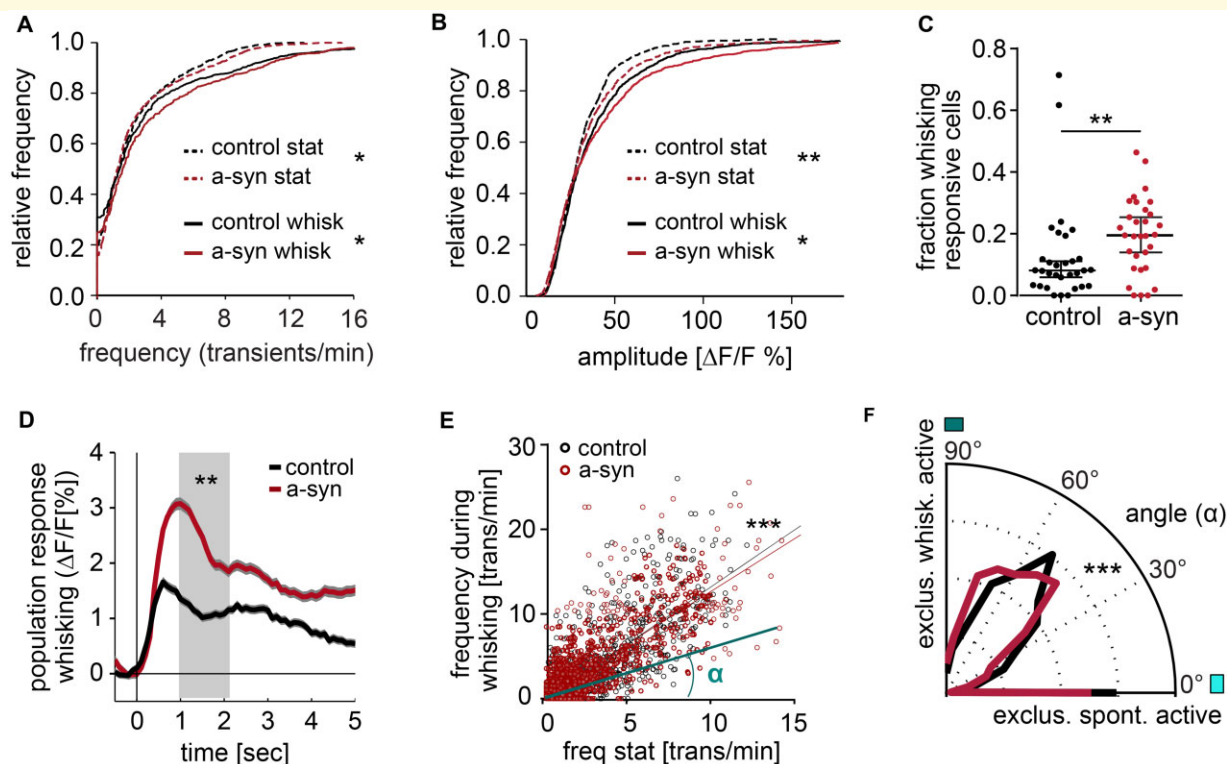 A
relative frequency
1.0
0.8
0.6
0.4
0.2
0.0
control stat
a-syn stat
*
control whisk
a-syn whisk
*
0 4 8 12 16
frequency (transients/min)
B
relative frequency
1.0
0.8
0.6
0.4
0.2
0.0
control stat
a-syn stat
**
control whisk
a-syn whisk
*
0 50 100 150
amplitude [ΔF/F %]
C
fraction whisking
responsive cells
0.8
0.6
0.4
0.2
0.0
**
control a-syn
D
population response
whisking (ΔF/F[%])
4
3
2
1
0
**
control
a-syn
0 1 2 3 4 5
time [sec]
E
frequency during
whisking [trans/min]
30
20
10
0
control
a-syn
***
α
0 5 10 15
freq stat [trans/min]
F
exclus. whisk. active
90°
60°
angle (α)
30°
***
0°
exclus. spont. active